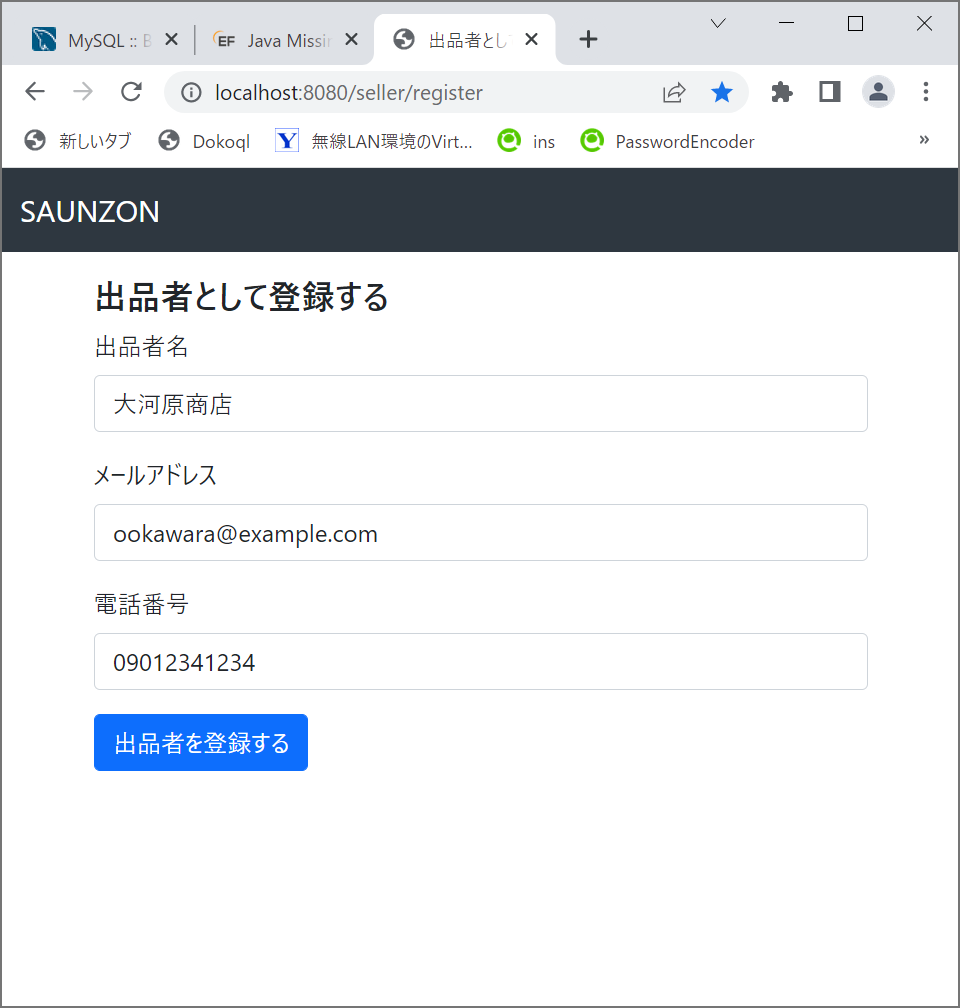 MySQL :: B
EF Java Missin
出品者とし
localhost:8080/seller/register
新しいタブ Dokoql Y 無線LAN環境のVirt... ins PasswordEncoder »
SAUNZON
出品者として登録する
出品者名
大河原商店
メールアドレス
ookawara@example.com
電話番号
09012341234
出品者を登録する